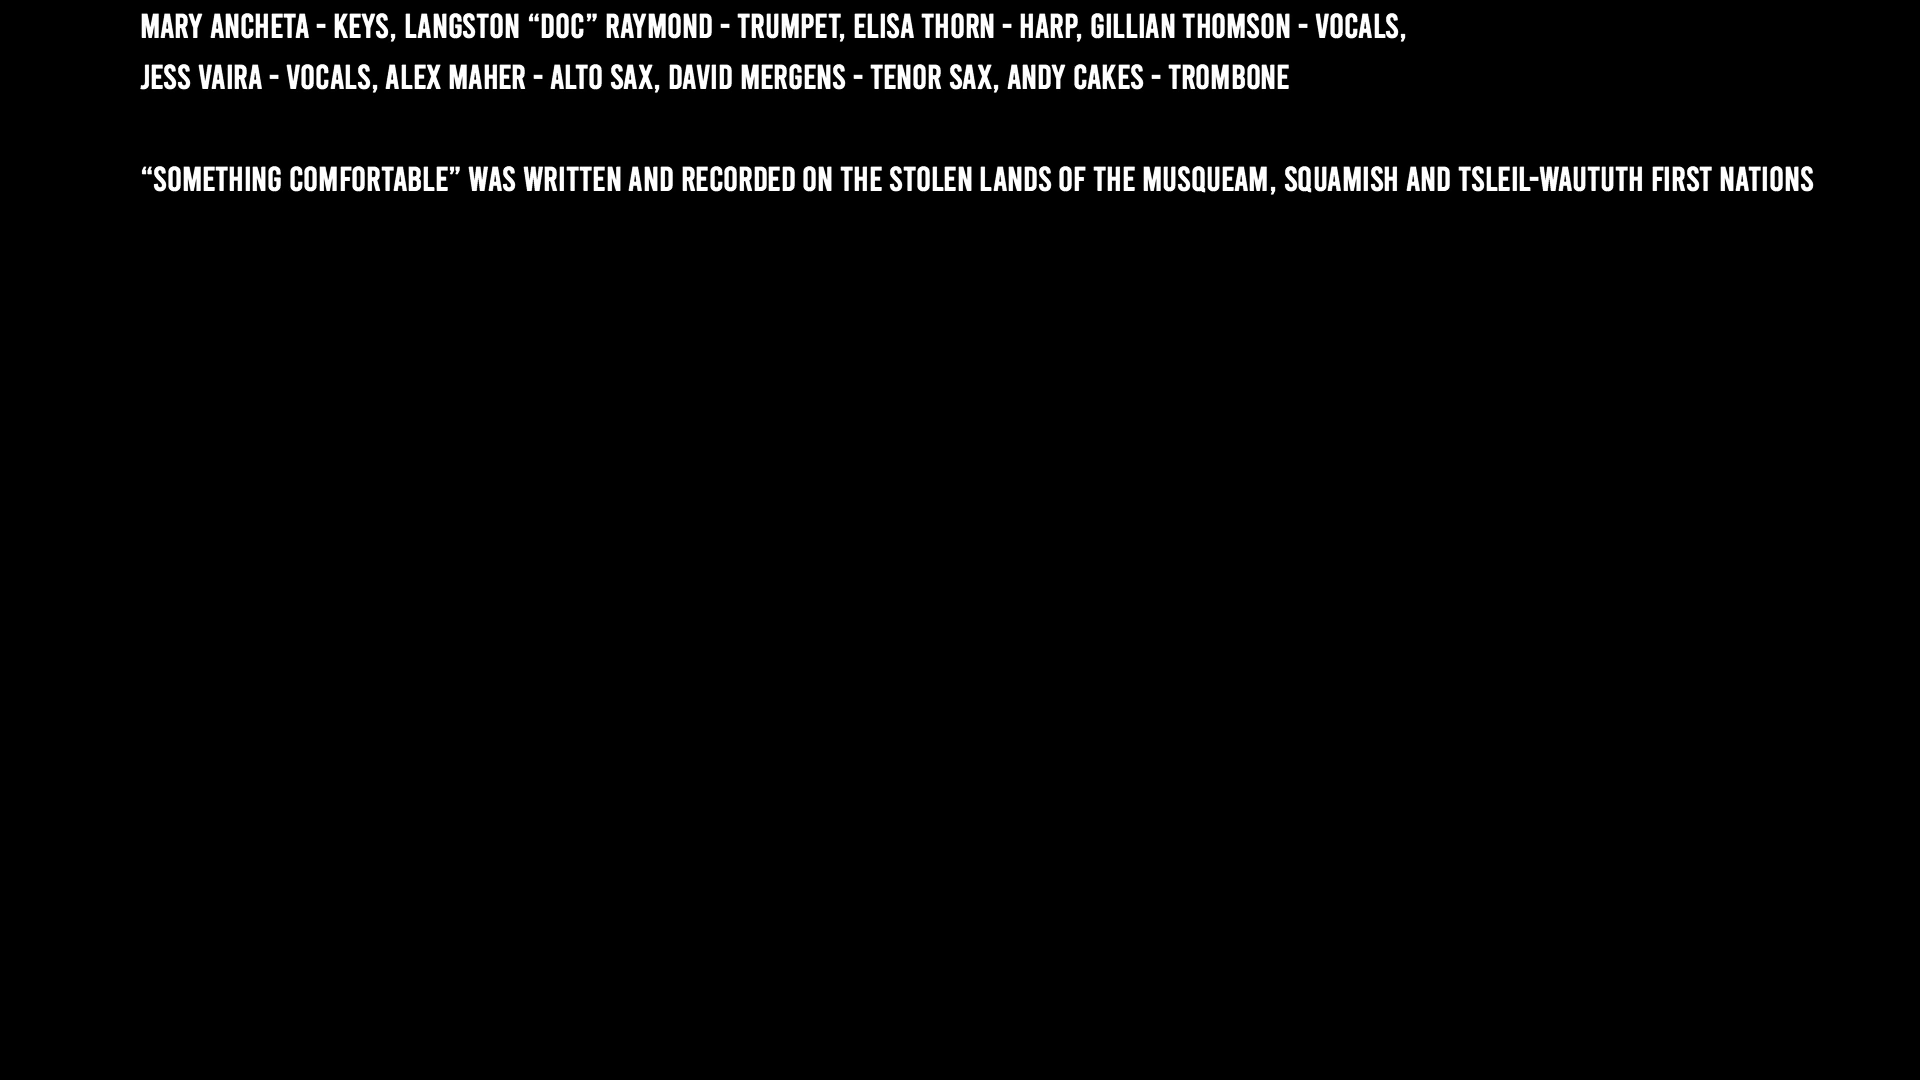 MARY ANCHETA - KEYS, LANGSTON “DOC” RAYMOND - TRUMPET, ELISA THORN - HARP, GILLIAN THOMSON - VOCALS,
JESS VAIRA - VOCALS, ALEX MAHER - ALTO SAX, DAVID MERGENS - TENOR SAX, ANDY CAKES - TROMBONE
“SOMETHING COMFORTABLE” WAS WRITTEN AND RECORDED ON THE STOLEN LANDS OF THE MUSQUEAM, SQUAMISH AND TSLEIL-WAUTUTH FIRST NATIONS